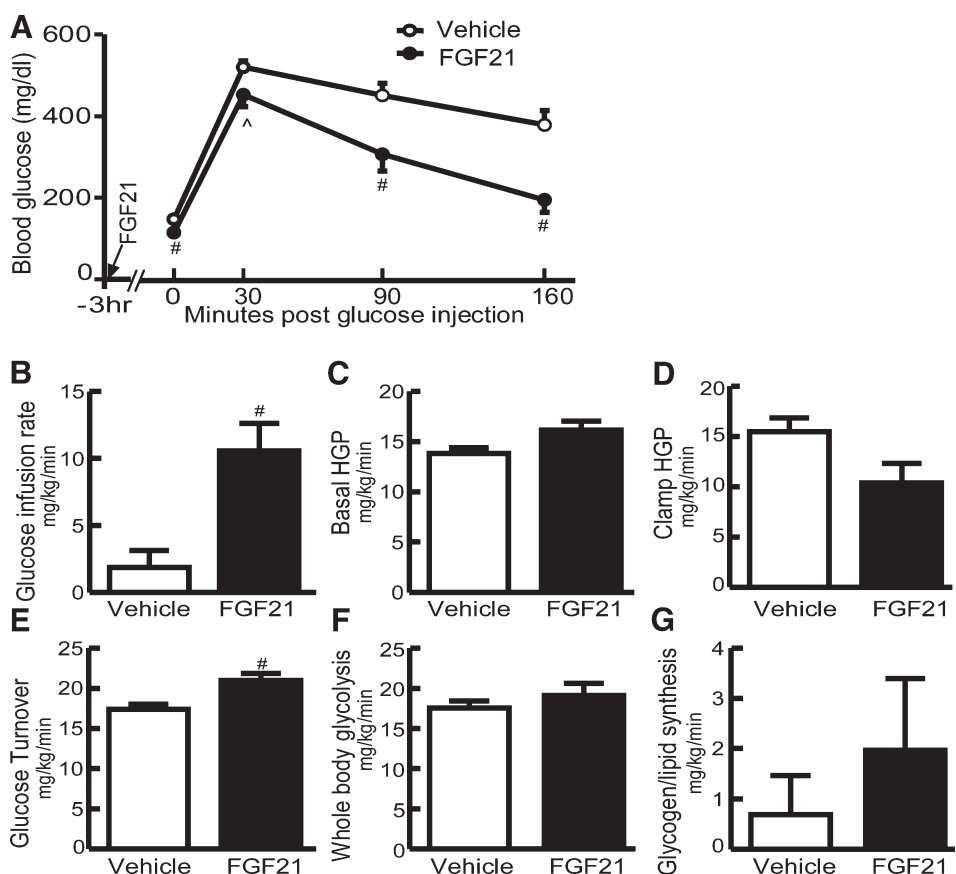 A
600
Vehicle
FGF21
Blood glucose (mg/dl)
400
^
200
#
#
#
FGF21
0
-3hr
0
30
90
160
Minutes post glucose injection
B
15
Glucose infusion rate
mg/kg/min
#
10
5
0
Vehicle
FGF21
C
20
Basal HGP
mg/kg/min
15
10
5
0
Vehicle
FGF21
D
20
Clamp HGP
mg/kg/min
15
10
5
0
Vehicle
FGF21
E
25
Glucose Turnover
mg/kg/min
#
20
15
10
5
0
Vehicle
FGF21
F
25
Whole body glycolysis
mg/kg/min
20
15
10
5
0
Vehicle
FGF21
G
4
Glycogen/lipid synthesis
mg/kg/min
3
2
1
0
Vehicle
FGF21